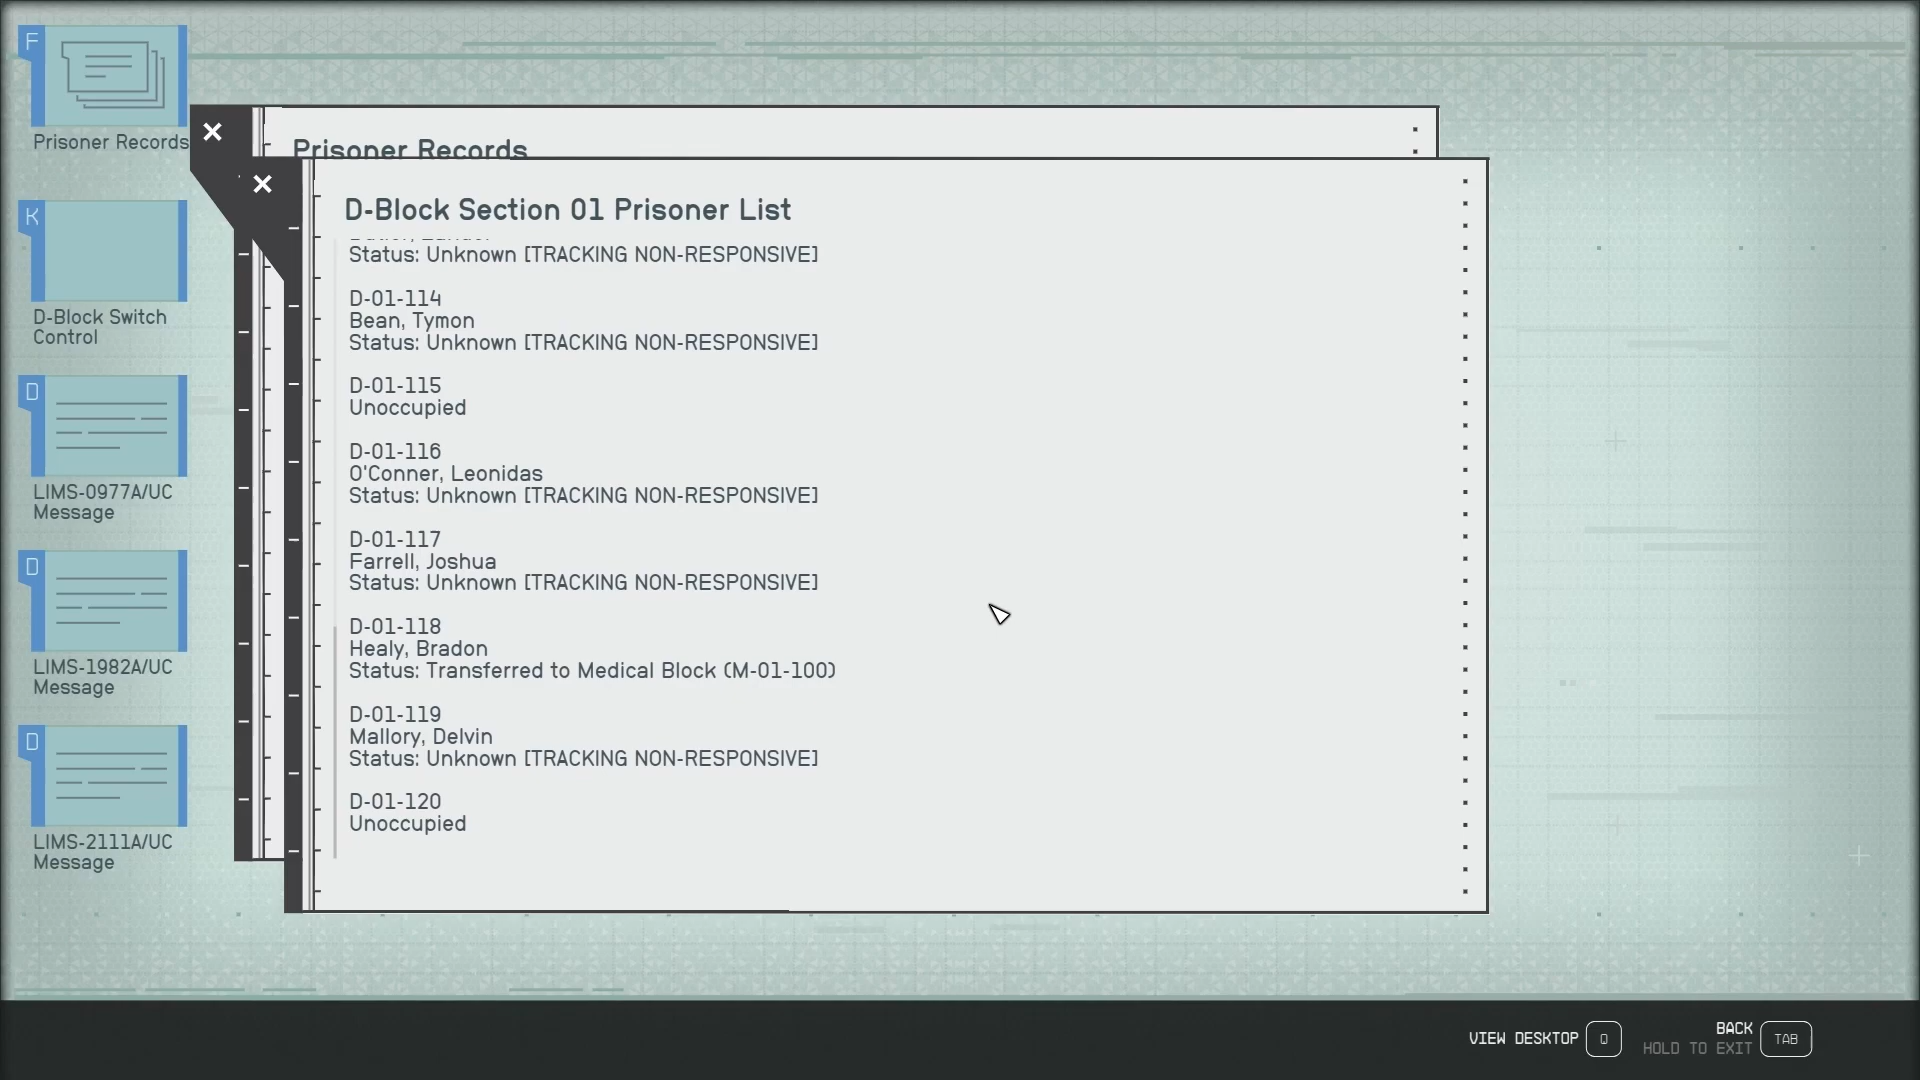 F
Prisoner Records
K
D-Block Switch
Control
D
LIMS-0977A/UC
Message
D
LIMS-1982A/UC
Message
D
LIMS-2111A/UC
Message
Prisoner Records
D-Block Section 01 Prisoner List
Status: Unknown [TRACKING NON-RESPONSIVE]
D-01-114
Bean, Tymon
Status: Unknown [TRACKING NON-RESPONSIVE]
D-01-115
Unoccupied
D-01-116
O'Conner, Leonidas
Status: Unknown [TRACKING NON-RESPONSIVE]
D-01-117
Farrell, Joshua
Status: Unknown [TRACKING NON-RESPONSIVE]
D-01-118
Healy, Bradon
Status: Transferred to Medical Block (M-01-100)
D-01-119
Mallory, Delvin
Status: Unknown [TRACKING NON-RESPONSIVE]
D-01-120
Unoccupied
VIEW DESKTOP Q
BACK
HOLD TO EXIT TAB